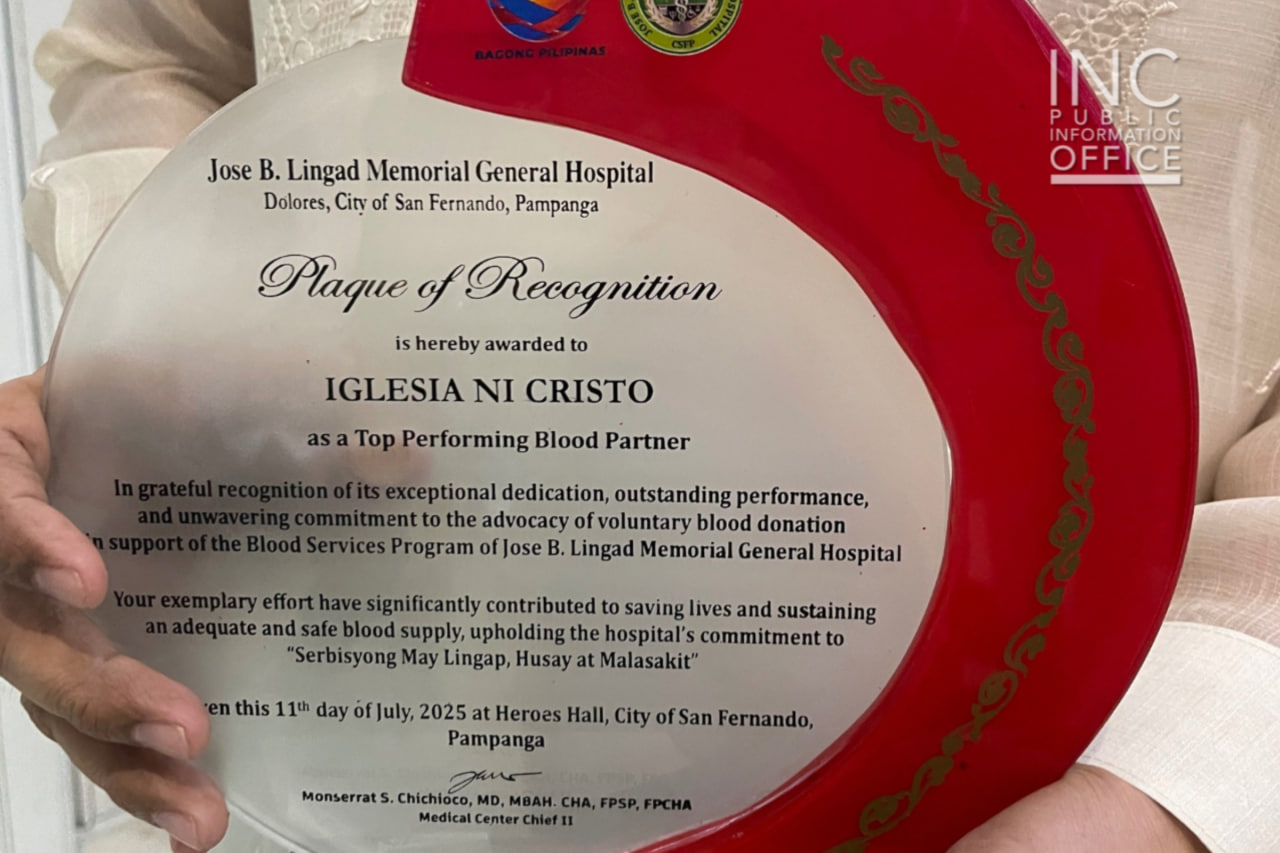 BAGONG PILIPINAS
JOSE B.
HOSPITAL
CSFP
INC
PUBLIC
INFORMATION
OFFICE
Jose B. Lingad Memorial General Hospital
Dolores, City of San Fernando, Pampanga
Plaque of Recognition
is hereby awarded to
IGLESIA NI CRISTO
as a Top Performing Blood Partner
In grateful recognition of its exceptional dedication, outstanding performance,
and unwavering commitment to the advocacy of voluntary blood donation
n support of the Blood Services Program of Jose B. Lingad Memorial General Hospital
Your exemplary effort have significantly contributed to saving lives and sustaining
an adequate and safe blood supply, upholding the hospital's commitment to
"Serbisyong May Lingap, Husay at Malasakit"
en this 11th day of July, 2025 at Heroes Hall, City of San Fernando,
Pampanga
Monserrat S. Chichioco, MD, MBAH. CHA, FPSP, FPCHA
Medical Center Chief II